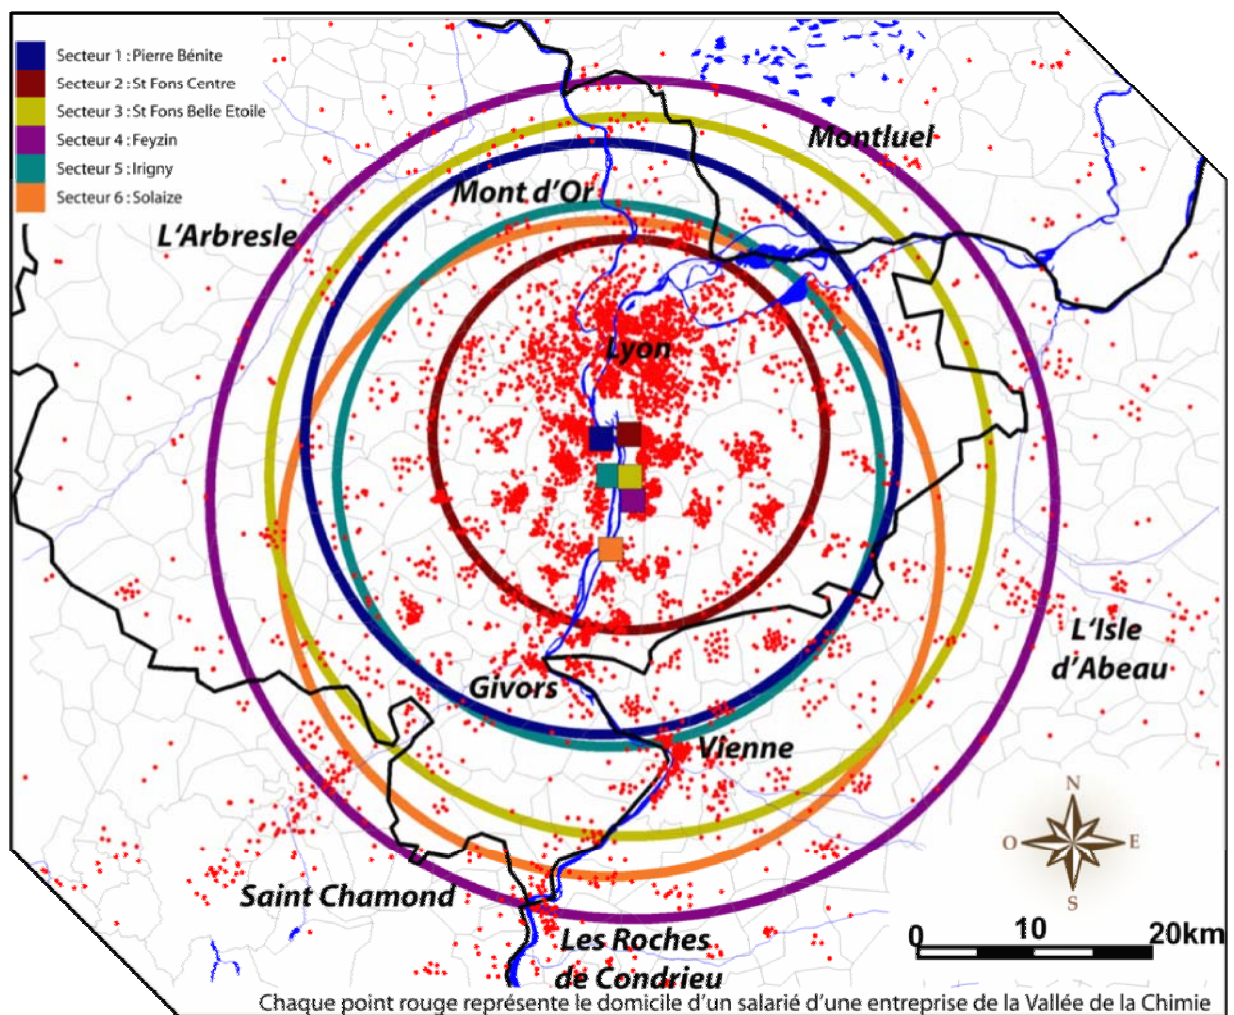 Secteur 1 : Pierre Bénite
Secteur 2 : St Fons Centre
Secteur 3 : St Fons Belle Etoile
Secteur 4 : Feyzin
Secteur 5 : Irigny
Secteur 6 : Solaize
Montluel
Mont d'Or
L'Arbresle
Lyon
L'Isle
d'Abeau
Givors
Vienne
N
O E
S
Saint Chamond
0 10 20km
Les Roches
de Condrieu
Chaque point rouge représente le domicile d'un salarié d'une entreprise de la Vallée de la Chimie